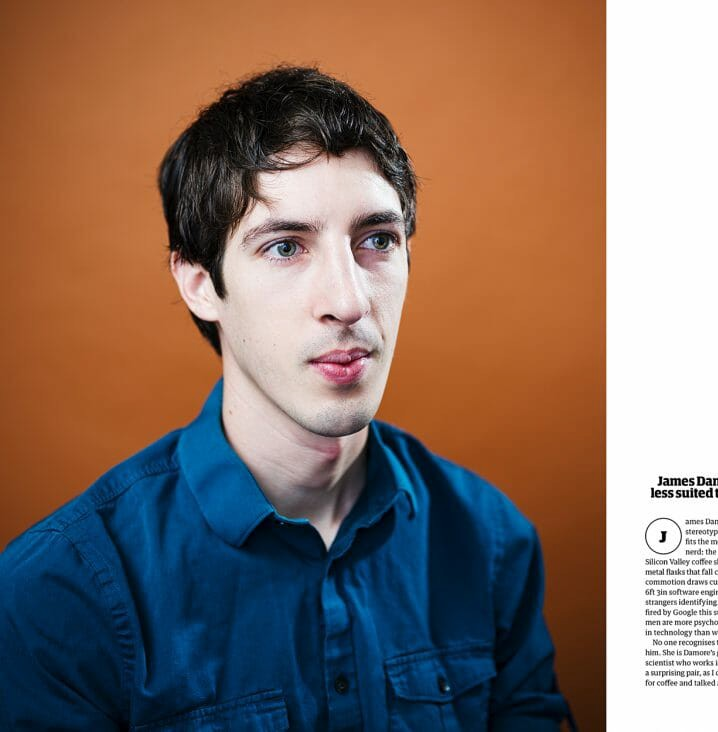 James Dam
less suited t
J
ames Dam
stereotyp
fits the m
nerd: the
Silicon Valley coffee s
metal flasks that fall c
commotion draws cu
6ft 3in software engin
strangers identifying
fired by Google this su
men are more psycho
in technology than w
No one recognises t
him. She is Damore's g
scientist who works i
a surprising pair, as I c
for coffee and talked a